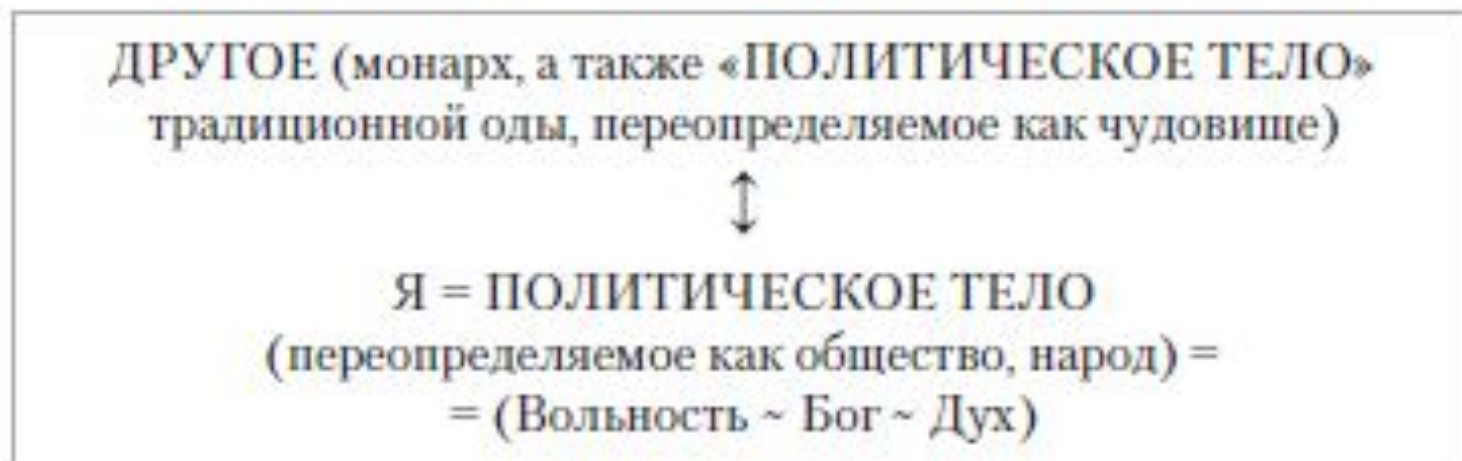 ДРУГОЕ (монарх, а также «ПОЛИТИЧЕСКОЕ ТЕЛО»
традиционной оды, переопределяемое как чудовище)
↕
Я = ПОЛИТИЧЕСКОЕ ТЕЛО
(переопределяемое как общество, народ) =
= (Вольность ~ Бог ~ Дух)